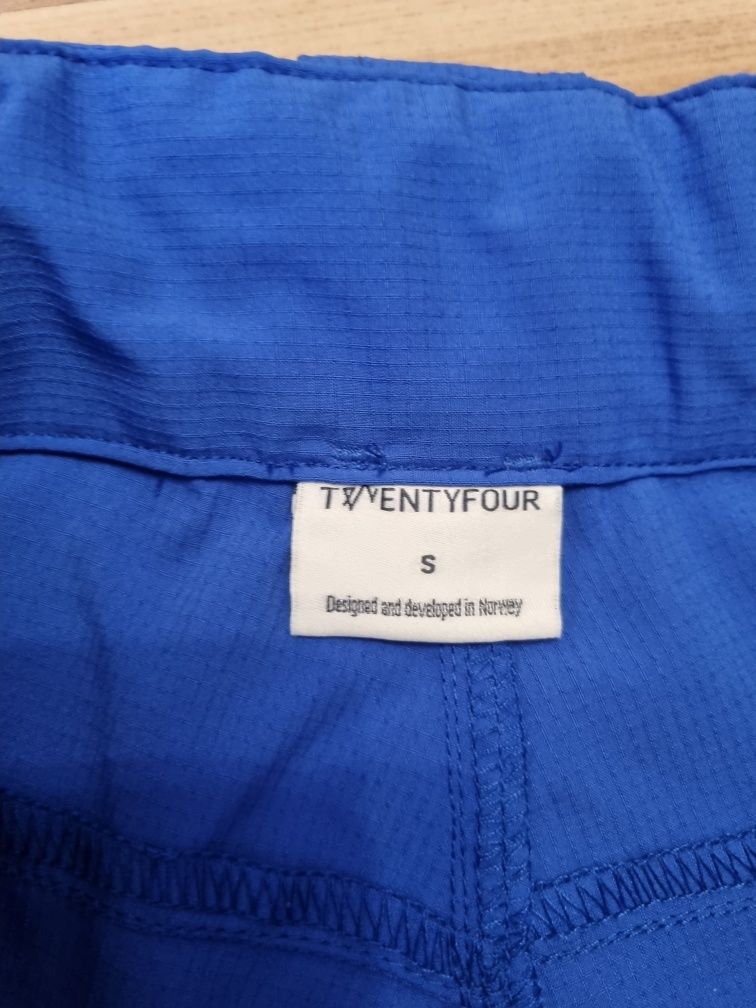 TWENTYFOUR
S
Designed and developed in Norway